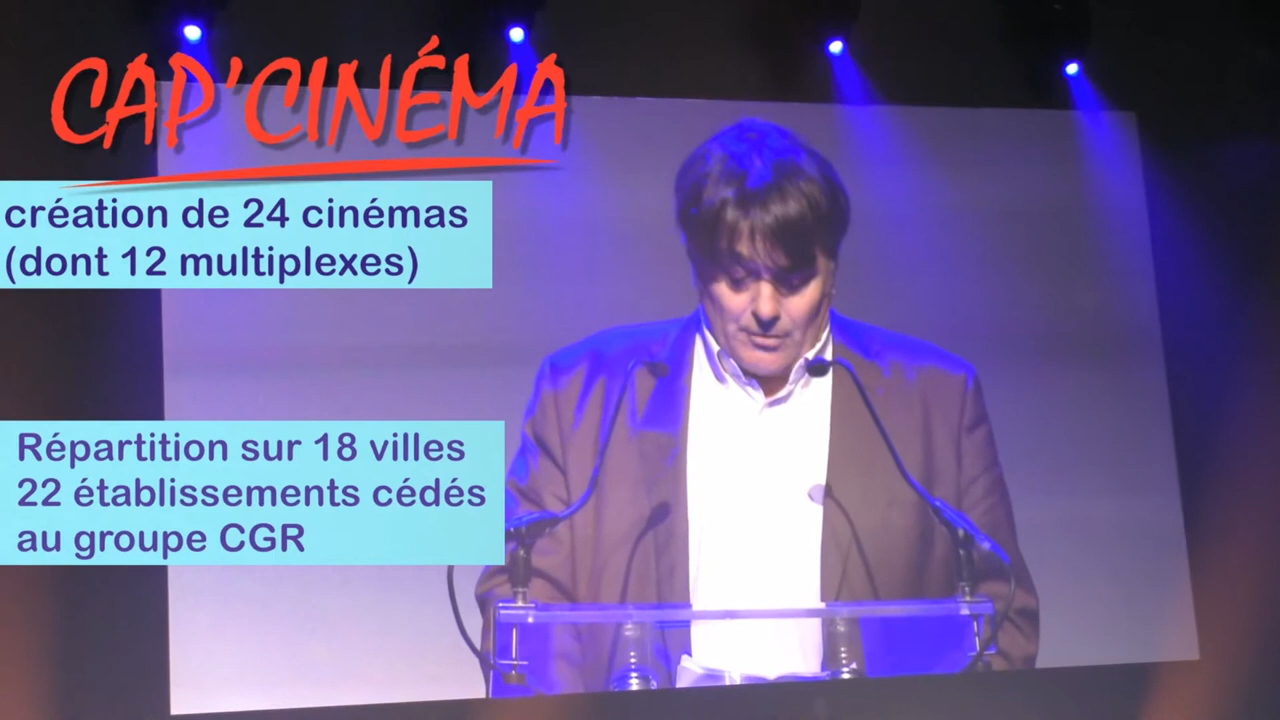 CAP'CINÉMA
création de 24 cinémas
(dont 12 multiplexes)
Répartition sur 18 villes
22 établissements cédés
au groupe CGR